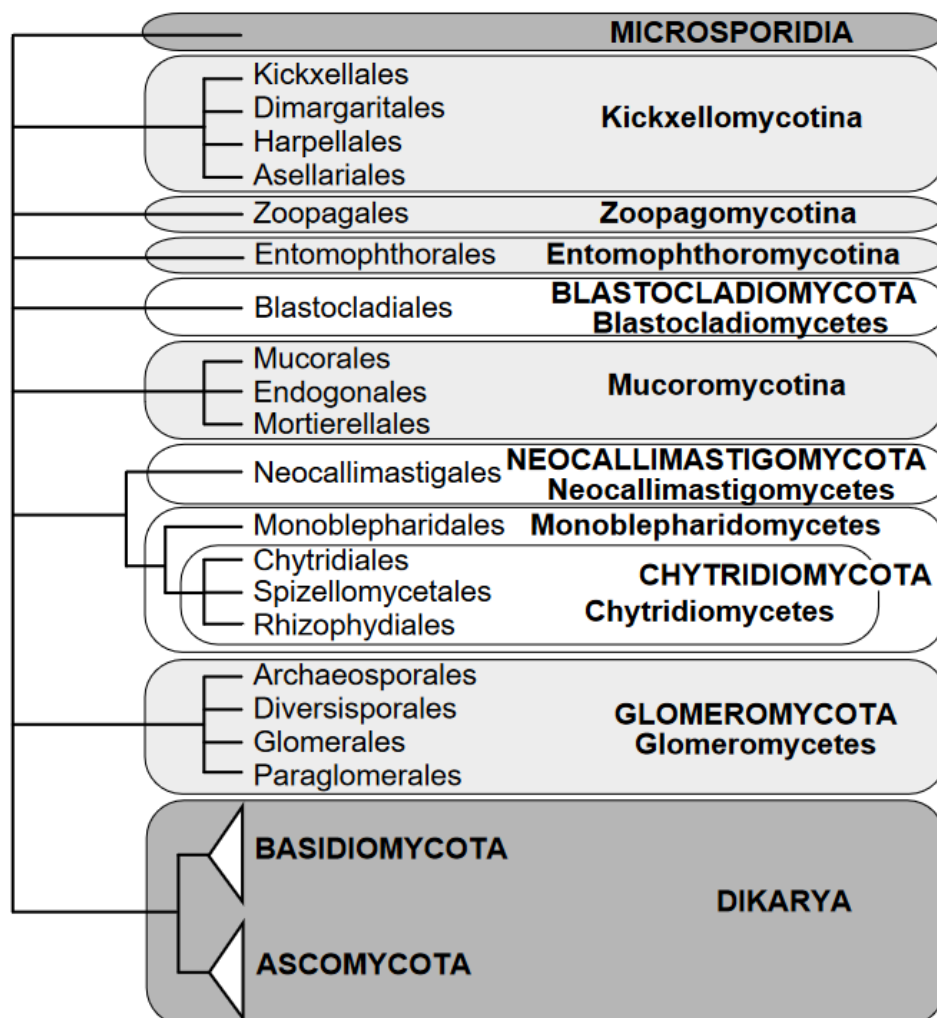 MICROSPORIDIA
Kickxellales
Dimargaritales
Harpellales
Asellariales
Kickxellomycotina
Zoopagales
Zoopagomycotina
Entomophthorales
Entomophthoromycotina
Blastocladiales
BLASTOCLADIOMYCOTA
Blastocladiomycetes
Mucorales
Endogonales
Mortierellales
Mucoromycotina
Neocallimastigales
NEOCALLIMASTIGOMYCOTA
Neocallimastigomycetes
Monoblepharidales
Monoblepharidomycetes
Chytridiales
Spizellomycetales
Rhizophydiales
CHYTRIDIOMYCOTA
Chytridiomycetes
Archaeosporales
Diversisporales
Glomerales
Paraglomerales
GLOMEROMYCOTA
Glomeromycetes
BASIDIOMYCOTA
ASCOMYCOTA
DIKARYA